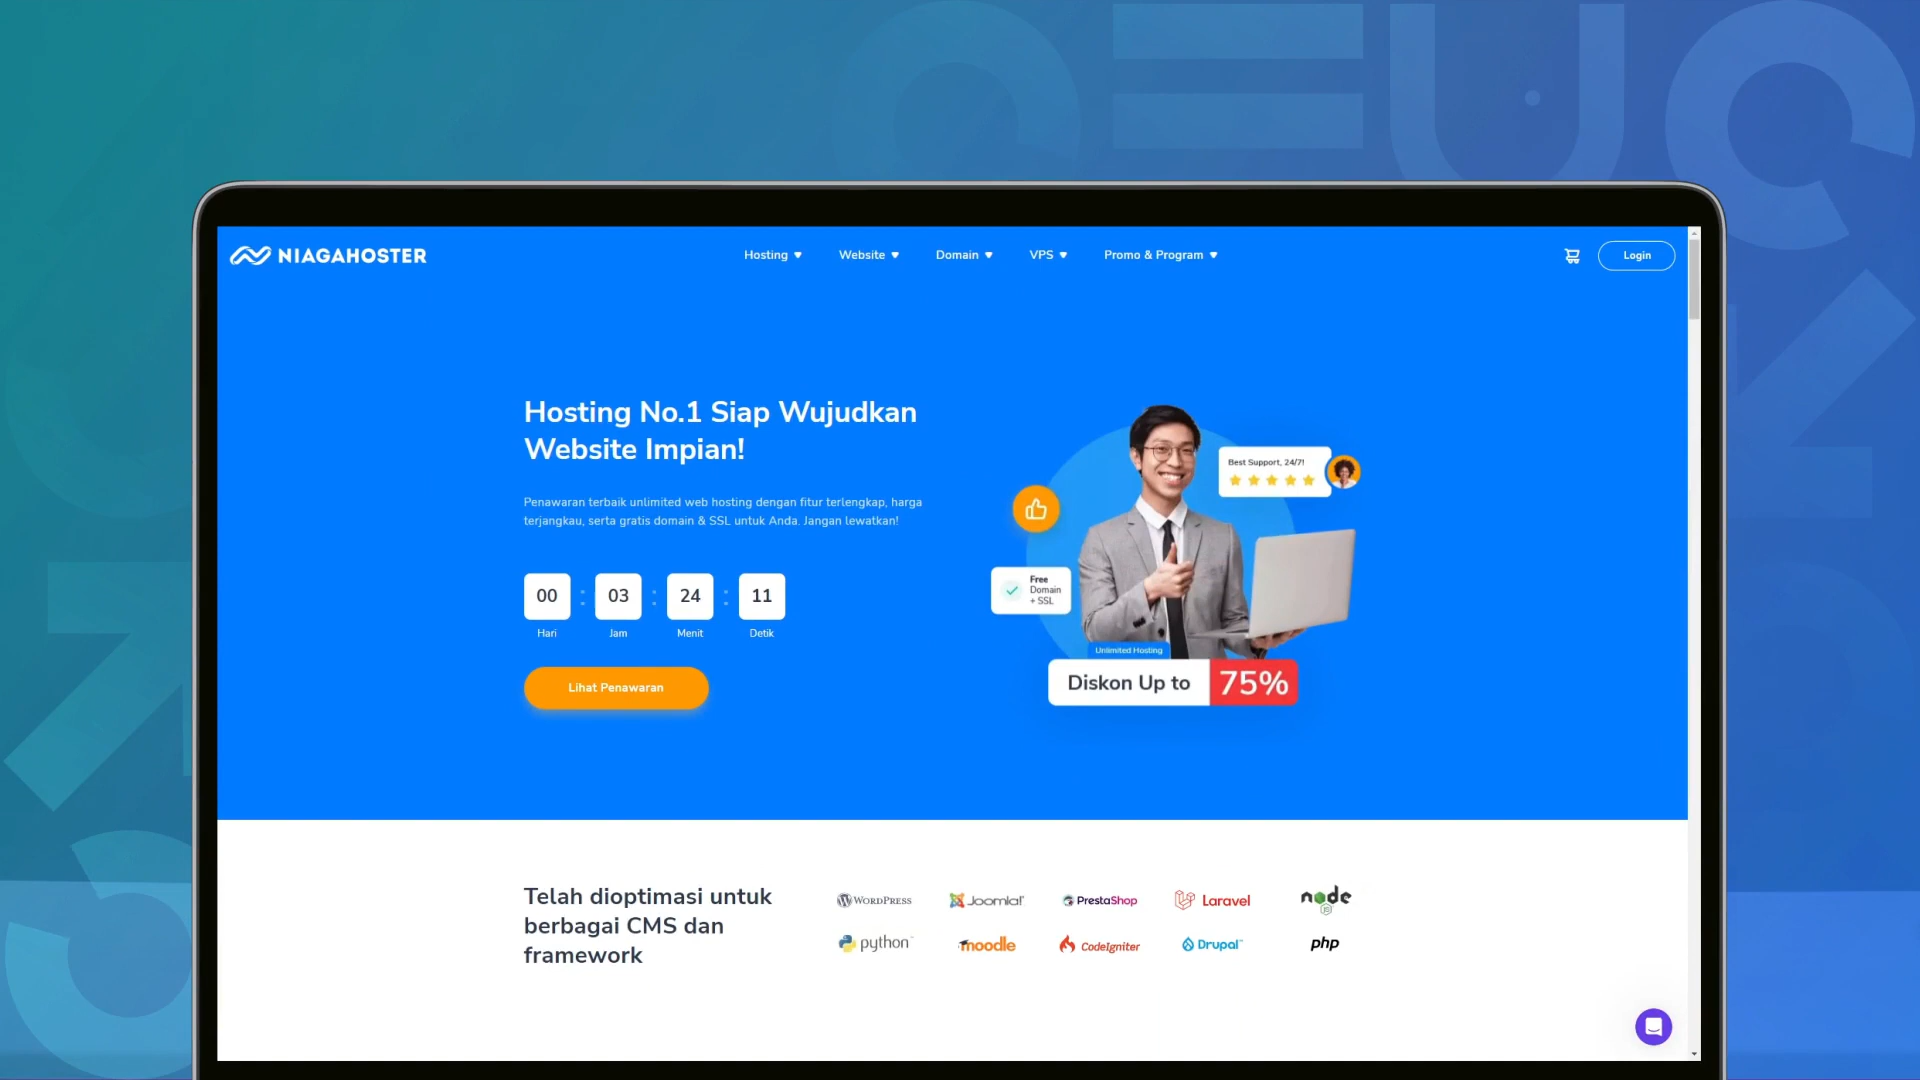 NIAGAHOSTER
Hosting
Website
Domain
VPS
Promo & Program
Login
Hosting No.1 Siap Wujudkan
Website Impian!
Penawaran terbaik unlimited web hosting dengan fitur terlengkap, harga
terjangkau, serta gratis domain & SSL untuk Anda. Jangan lewatkan!
00 : 03 : 24 : 11
Hari Jam Menit Detik
Lihat Penawaran
Best Support, 24/7!
Free
Domain
+ SSL
Unlimited Hosting
Diskon Up to 75%
Telah dioptimasi untuk
berbagai CMS dan
framework
WORDPRESS
Joomla!
PrestaShop
Laravel
node
JS
python
moodle
CodeIgniter
Drupal
php